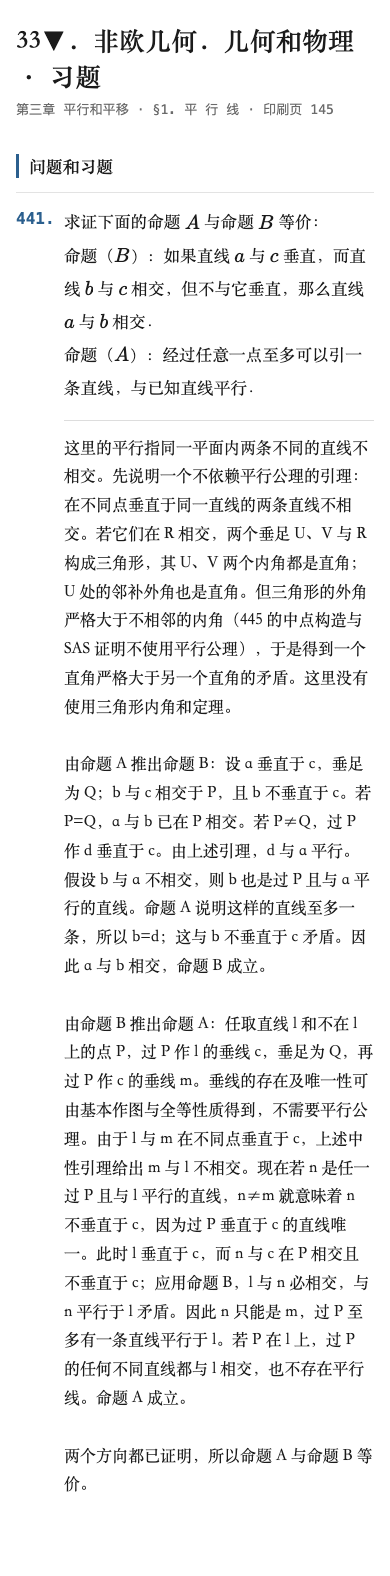 33▼. 非欧几何. 几何和物理
· 习题
第三章 平行和平移 · §1. 平 行 线 · 印刷页 145
问题和习题
441. 求证下面的命题 A 与命题 B 等价:
命题 (B) : 如果直线 a 与 c 垂直, 而直
线 b 与 c 相交, 但不与它垂直, 那么直线
a 与 b 相交.
命题 (A) : 经过任意一点至多可以引一
条直线, 与已知直线平行.
这里的平行指同一平面内两条不同的直线不
相交。先说明一个不依赖平行公理的引理：
在不同点垂直于同一直线的两条直线不相
交。若它们在 R 相交，两个垂足 U、V 与 R
构成三角形，其 U、V 两个内角都是直角；
U 处的邻补外角也是直角。但三角形的外角
严格大于不相邻的内角（445 的中点构造与
SAS 证明不使用平行公理），于是得到一个
直角严格大于另一个直角的矛盾。这里没有
使用三角形内角和定理。
由命题 A 推出命题 B：设 a 垂直于 c，垂足
为 Q；b 与 c 相交于 P，且 b 不垂直于 c。若
P=Q，a 与 b 已在 P 相交。若 P≠Q，过 P
作 d 垂直于 c。由上述引理，d 与 a 平行。
假设 b 与 a 不相交，则 b 也是过 P 且与 a 平
行的直线。命题 A 说明这样的直线至多一
条，所以 b=d；这与 b 不垂直于 c 矛盾。因
此 a 与 b 相交，命题 B 成立。
由命题 B 推出命题 A：任取直线 l 和不在 l
上的点 P，过 P 作 l 的垂线 c，垂足为 Q，再
过 P 作 c 的垂线 m。垂线的存在及唯一性可
由基本作图与全等性质得到，不需要平行公
理。由于 l 与 m 在不同点垂直于 c，上述中
性引理给出 m 与 l 不相交。现在若 n 是任一
过 P 且与 l 平行的直线，n≠m 就意味着 n
不垂直于 c，因为过 P 垂直于 c 的直线唯
一。此时 l 垂直于 c，而 n 与 c 在 P 相交且
不垂直于 c；应用命题 B，l 与 n 必相交，与
n 平行于 l 矛盾。因此 n 只能是 m，过 P 至
多有一条直线平行于 l。若 P 在 l 上，过 P
的任何不同直线都与 l 相交，也不存在平行
线。命题 A 成立。
两个方向都已证明，所以命题 A 与命题 B 等
价。